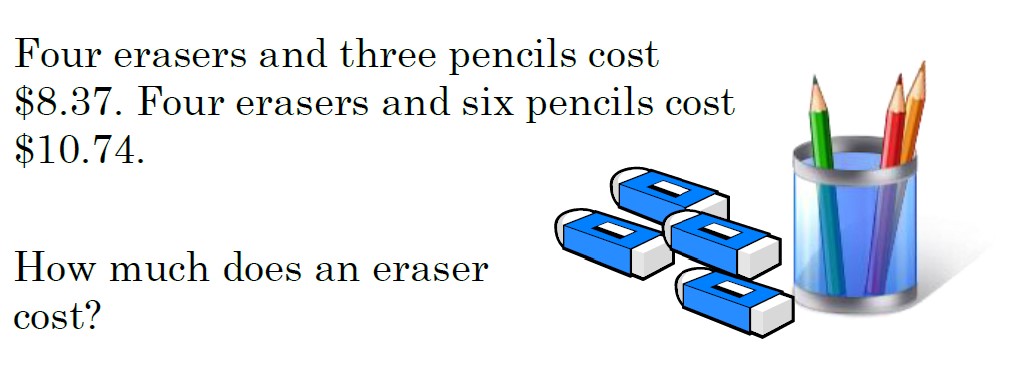 Four erasers and three pencils cost
$8.37. Four erasers and six pencils cost
$10.74.
How much does an eraser
cost?